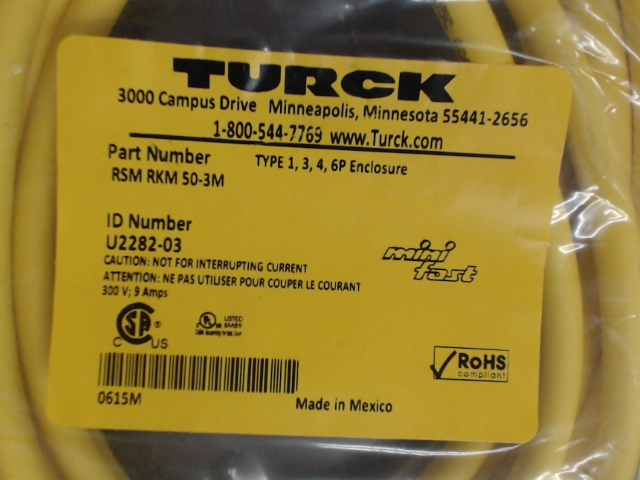 TURCK
3000 Campus Drive Minneapolis, Minnesota 55441-2656
1-800-544-7769 www.Turck.com
Part Number TYPE 1, 3, 4, 6P Enclosure
RSM RKM 50-3M
ID Number
U2282-03
mini fast
CAUTION: NOT FOR INTERRUPTING CURRENT
ATTENTION: NE PAS UTILISER POUR COUPER LE COURANT
300 V; 9 Amps
C US ®
UL LISTED
RoHS
compliant
0615M
Made in Mexico